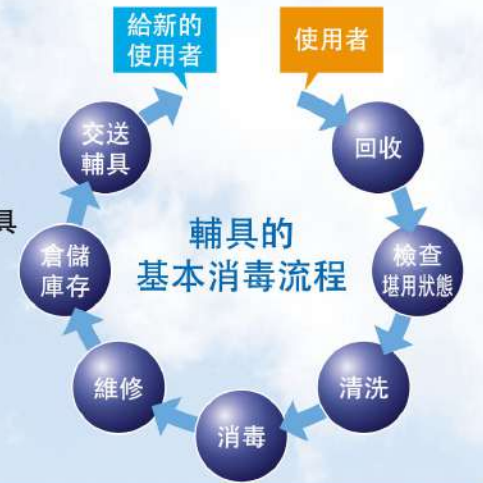 給新的
使用者
使用者
回收
檢查
堪用狀態
清洗
消毒
維修
倉儲
庫存
交送
輔具
輔具的
基本消毒流程
具